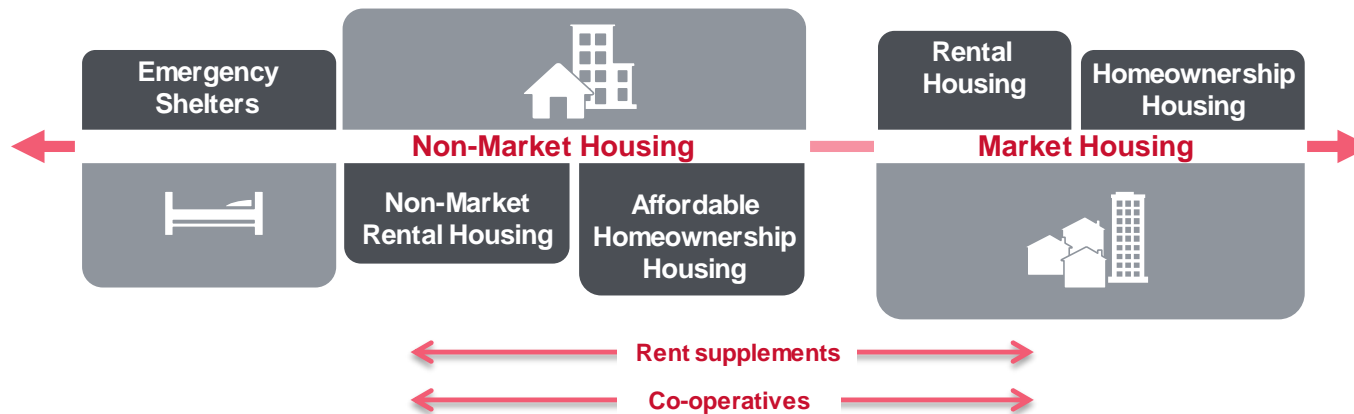 Emergency
Shelters
Rental
Housing
Homeownership
Housing
Non-Market Housing
Market Housing
Non-Market
Rental Housing
Affordable
Homeownership
Housing
Rent supplements
Co-operatives